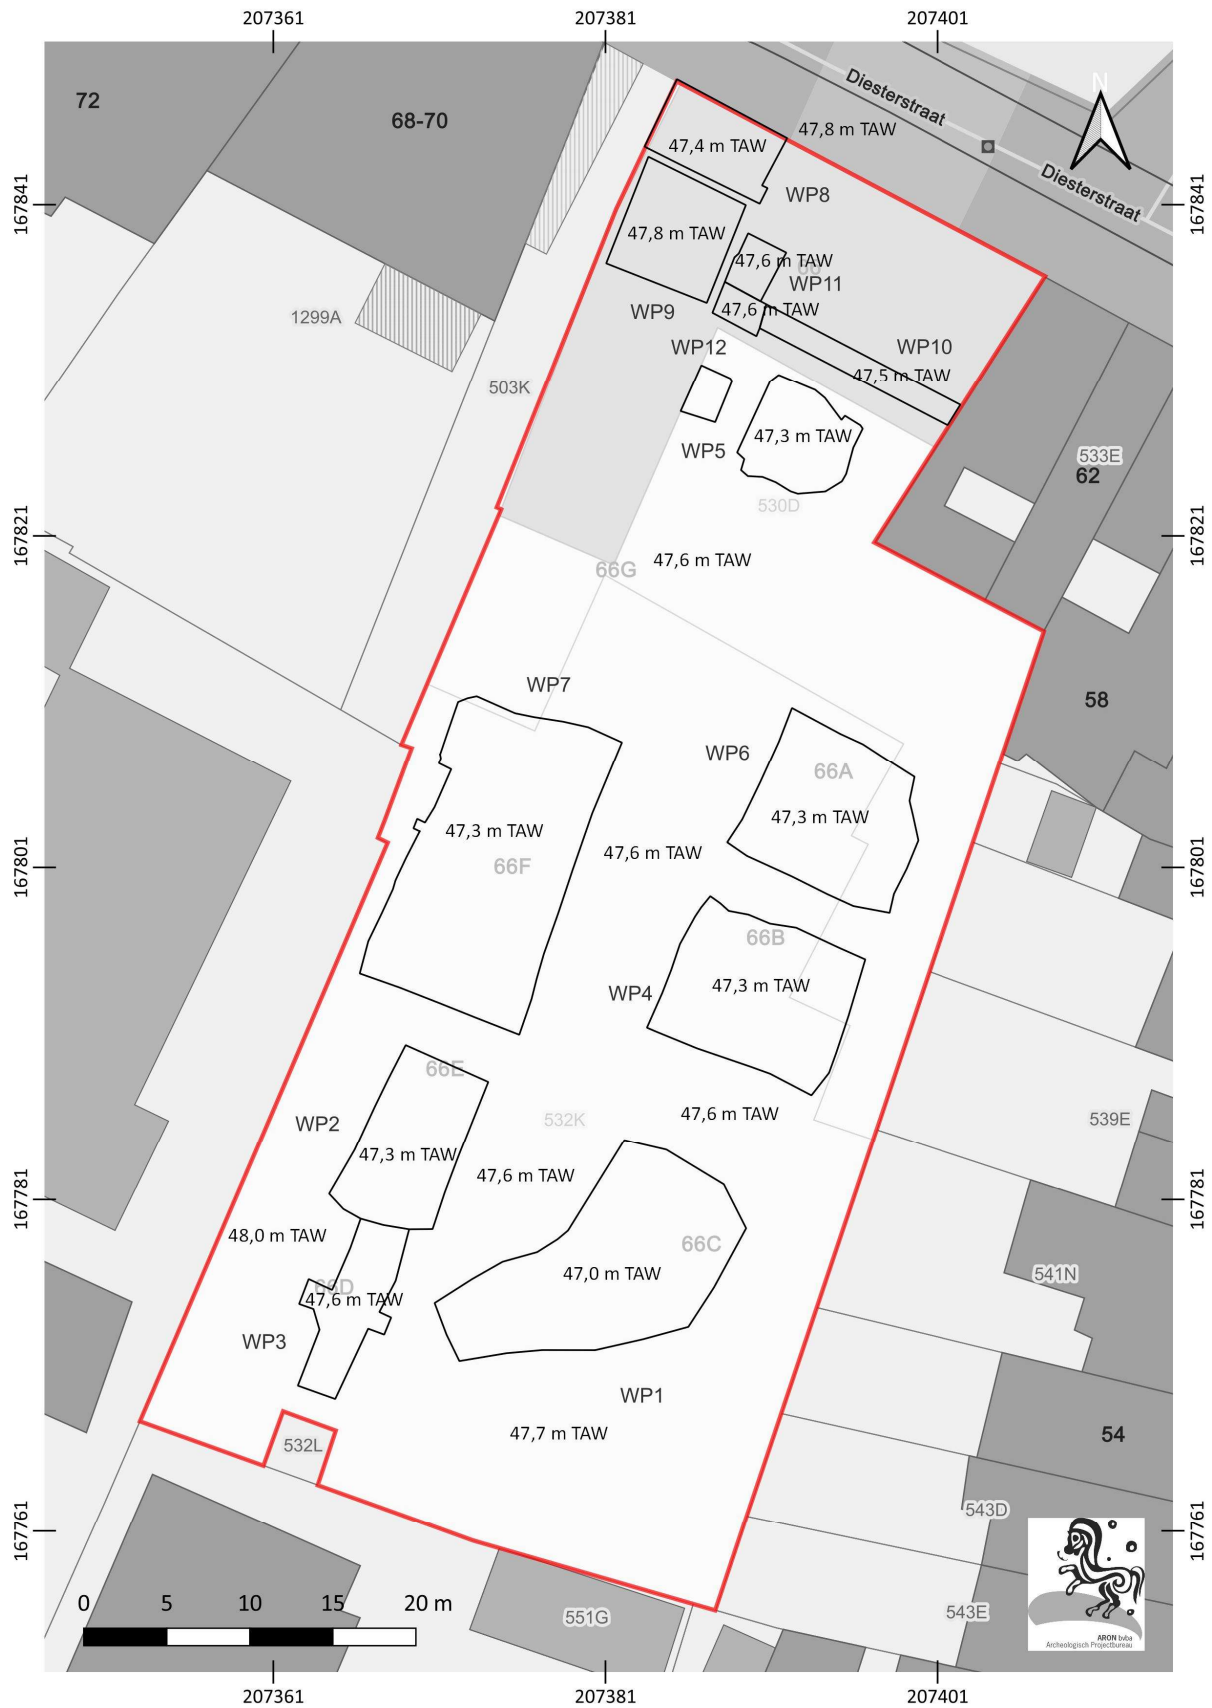 207361
207381
207401
72
68-70
Diesterstraat
N
47,8 m TAW
47,4 m TAW
Diesterstraat
WP8
167841
167841
47,8 m TAW
47,6 m TAW
66
WP11
1299A
WP9
47,6 m TAW
WP12
WP10
47,5 m TAW
503K
47,3 m TAW
WP5
533E
62
530D
167821
167821
47,6 m TAW
66G
WP7
58
WP6
66A
47,3 m TAW
47,3 m TAW
47,6 m TAW
66F
167801
167801
66B
47,3 m TAW
WP4
66E
47,6 m TAW
532K
539E
WP2
47,3 m TAW
47,6 m TAW
167781
167781
48,0 m TAW
66C
47,0 m TAW
541N
66D
47,6 m TAW
WP3
WP1
47,7 m TAW
54
532L
543D
167761
167761
0 5 10 15 20 m
551G
543E
ARON bvba
Archeologisch Projectbureau
207361
207381
207401